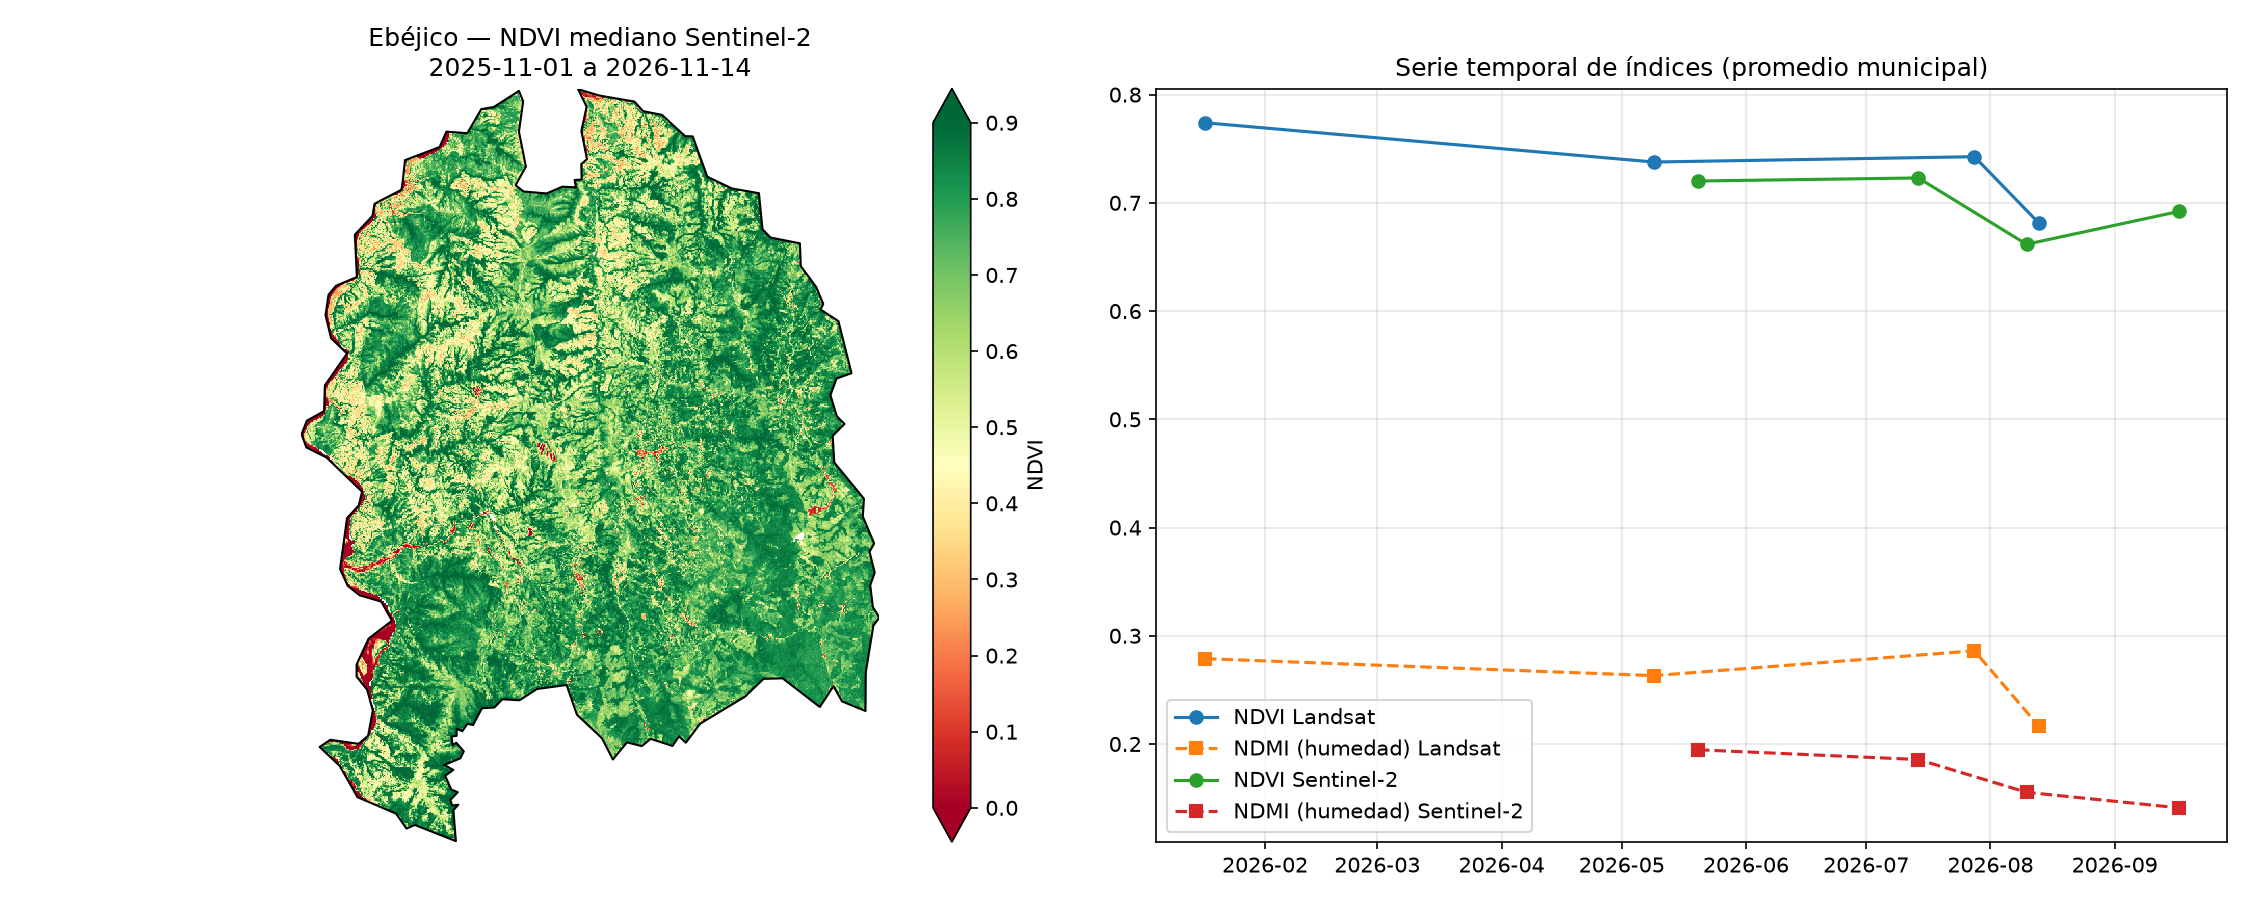 Ebéjico — NDVI mediano Sentinel-2
2025-11-01 a 2026-11-14
0.9
0.8
0.7
0.6
0.5
0.4
0.3
0.2
0.1
0.0
NDVI
Serie temporal de índices (promedio municipal)
0.8
0.7
0.6
0.5
0.4
0.3
0.2
NDVI Landsat
NDMI (humedad) Landsat
NDVI Sentinel-2
NDMI (humedad) Sentinel-2
2026-02 2026-03 2026-04 2026-05 2026-06 2026-07 2026-08 2026-09